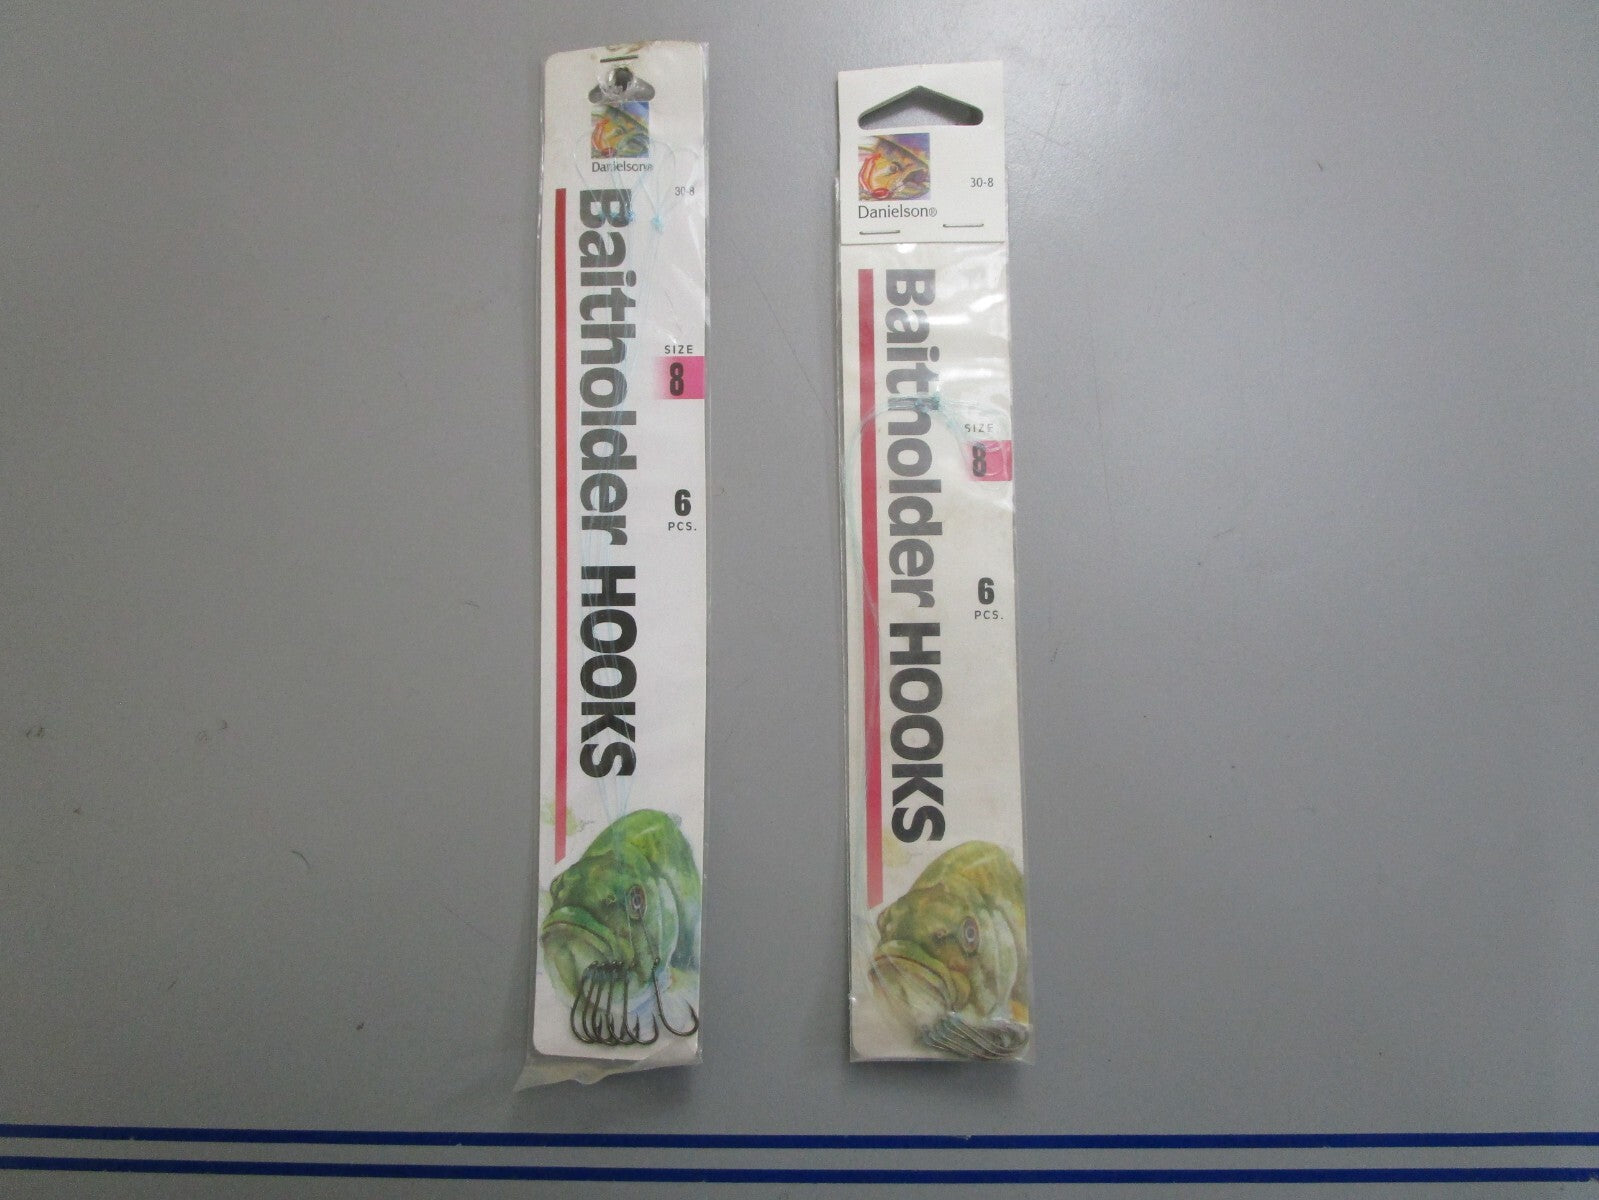 Danielson®
30-8
Baitholder HOOKS
SIZE
8
6
PCS.
30-8
Danielson®
Baitholder HOOKS
SIZE
8
6
PCS.